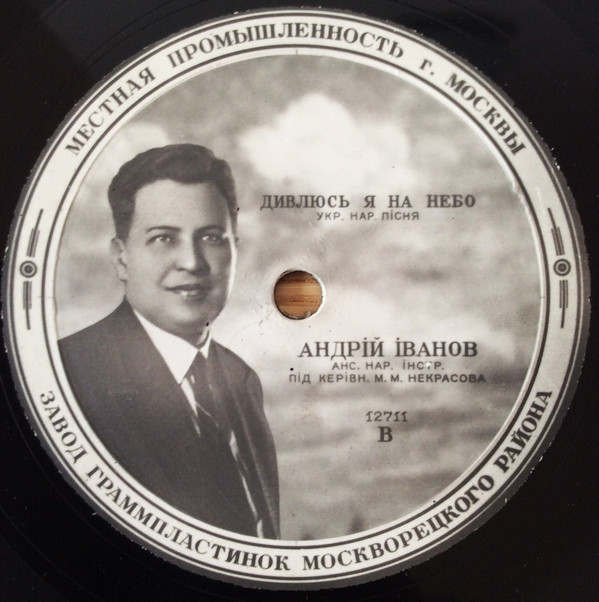 МЕСТНАЯ ПРОМЫШЛЕННОСТЬ г. МОСКВЫ
ДИВЛЮСЬ Я НА НЕБО
УКР. НАР. ПІСНЯ
АНДРІЙ ІВАНОВ
АНС. НАР. ІНСТР.
ПІД КЕРІВН. М. М. НЕКРАСОВА
12711
В
ЗАВОД ГРАММПЛАСТИНОК МОСКВОРЕЦКОГО РАЙОНА